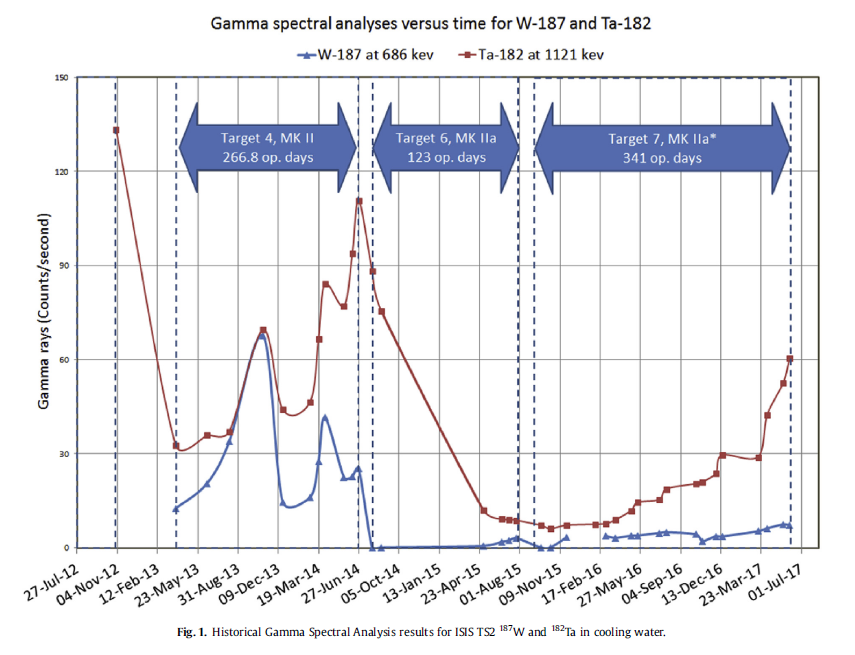 Gamma spectral analyses versus time for W-187 and Ta-182
W-187 at 686 kev
Ta-182 at 1121 kev
Gamma rays (Counts/second)
150
120
90
60
30
0
Target 4, MK II
266.8 op. days
Target 6, MK IIa
123 op. days
Target 7, MK IIa*
341 op. days
27-Jul-12
04-Nov-12
12-Feb-13
23-May-13
31-Aug-13
09-Dec-13
19-Mar-14
27-Jun-14
05-Oct-14
13-Jan-15
23-Apr-15
01-Aug-15
09-Nov-15
17-Feb-16
27-May-16
04-Sep-16
13-Dec-16
23-Mar-17
01-Jul-17
Fig. 1. Historical Gamma Spectral Analysis results for ISIS TS2 ¹⁸⁷W and ¹⁸²Ta in cooling water.